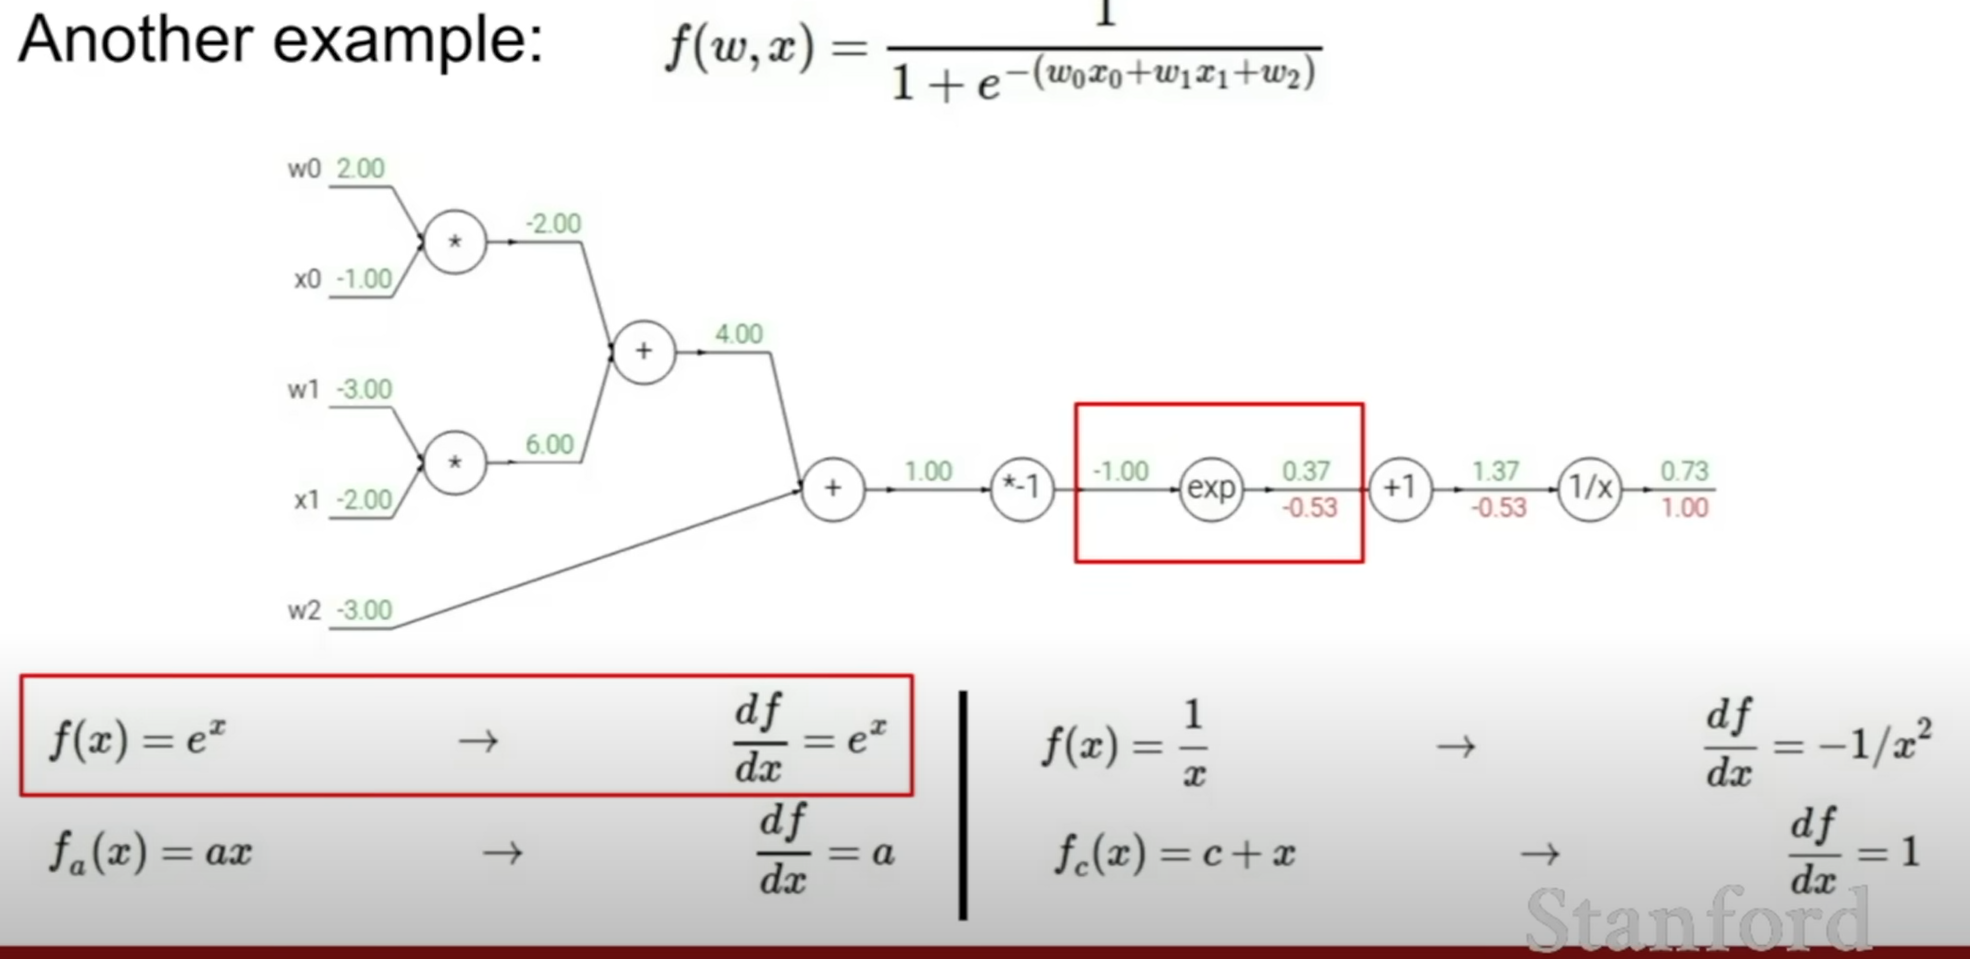 Another example: f(w,x) = 1 / (1 + e^{-(w_0x_0+w_1x_1+w_2)})
w0 2.00
*
-2.00
x0 -1.00
+
4.00
w1 -3.00
*
6.00
x1 -2.00
+ 1.00 *-1 -1.00 exp 0.37 +1 1.37 1/x 0.73
-0.53 -0.53 1.00
w2 -3.00
f(x) = e^x → df/dx = e^x
f_a(x) = ax → df/dx = a
f(x) = 1/x → df/dx = -1/x^2
f_c(x) = c + x → df/dx = 1
Stanford